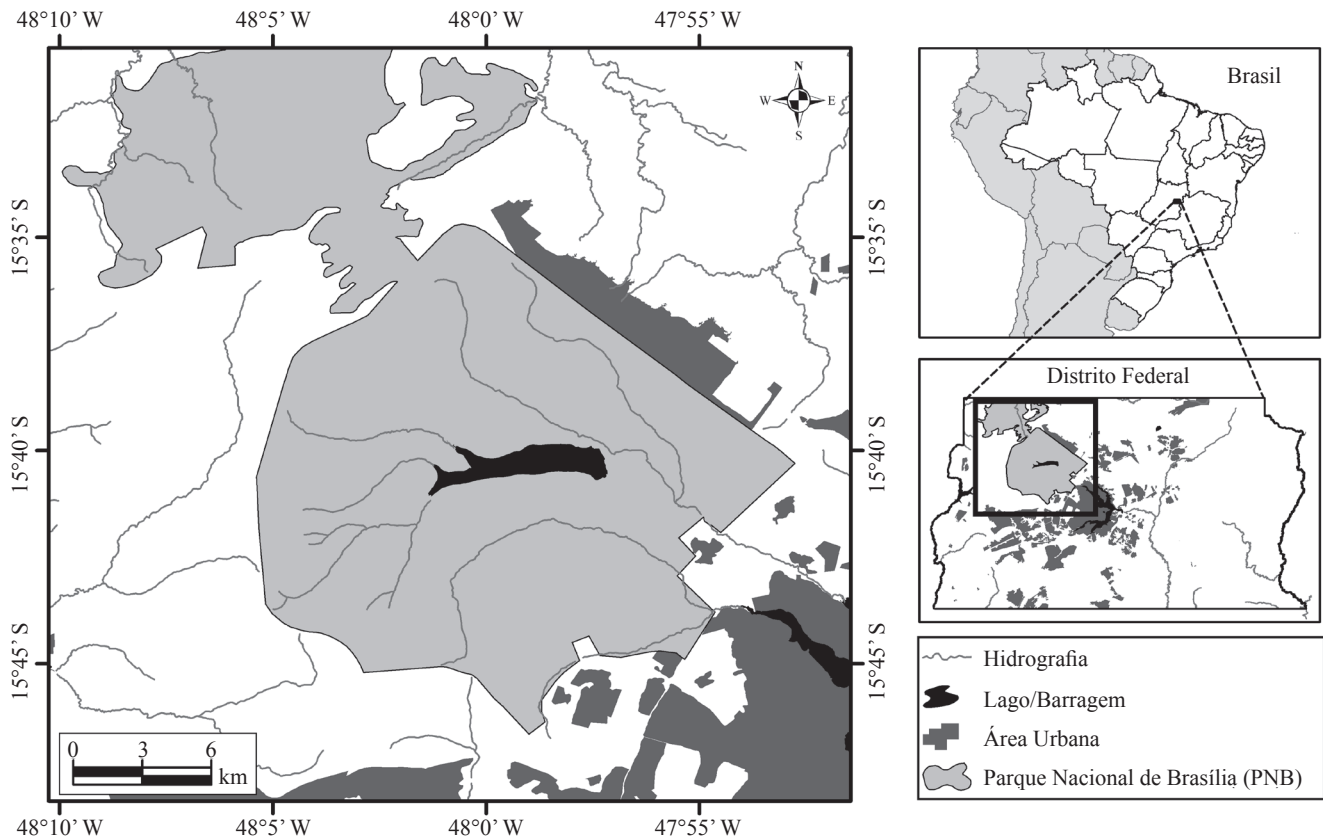 48°10’ W 48°5’ W 48°0’ W 47°55’ W
N
W E
S
15°35’ S 15°35’ S
15°40’ S 15°40’ S
15°45’ S 15°45’ S
0 3 6
km
48°10’ W 48°5’ W 48°0’ W 47°55’ W
Brasil
Distrito Federal
Hidrografia
Lago/Barragem
Área Urbana
Parque Nacional de Brasília (PNB)